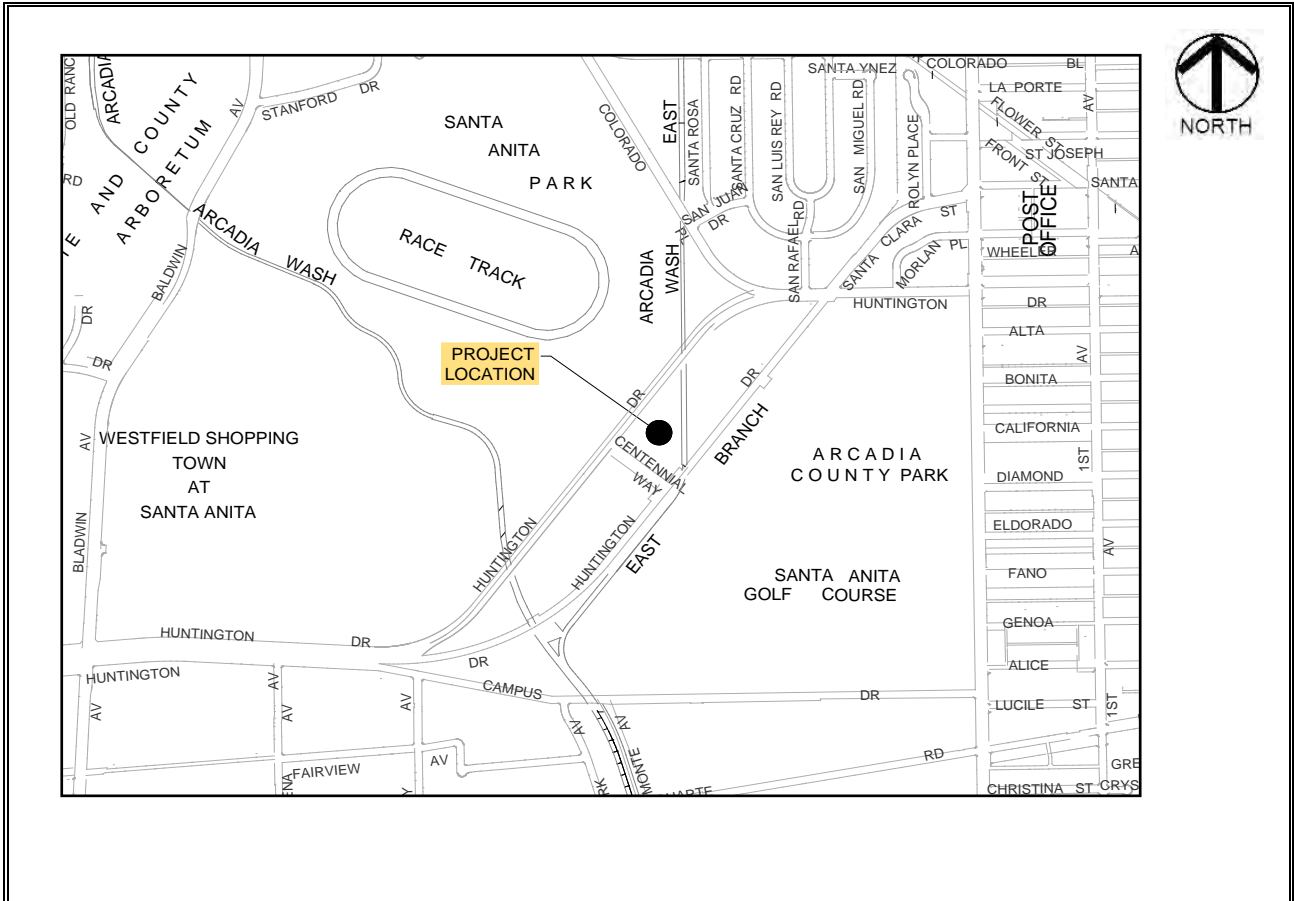 NORTH
OLD RANC
ARCADIA
AND COUNTY
ARBORETUM
AV
STANFORD DR
SANTA
ANITA
PARK
COLORADO
EAST
SANTA ROSA
SANTA CRUZ RD
SAN LUIS REY RD
SANTA YNEZ
SAN MIGUEL RD
ROLYN PLACE
COLORADO BL
LA PORTE
AV
FLOWER ST
FRONT ST
ST JOSEPH
SANTA
RD
ARCADIA
WASH
BALDWIN
RACE TRACK
SAN JUAN
DR
ARCADIA
WASH
SAN RAFAEL
RD
SANTA CLARA ST
MORLAN PL
POST
OFFICE
WHEELER A
HUNTINGTON DR
DR
DR
PROJECT
LOCATION
DR
DR
ALTA
AV
BONITA
CALIFORNIA
1ST
DIAMOND
ELDORADO
AV
FANO
GENOA
ALICE
LUCILE ST
1ST
AV
WESTFIELD SHOPPING
TOWN
AT
SANTA ANITA
BLADWIN
CENTENNIAL
WAY
BRANCH
EAST
HUNTINGTON
HUNTINGTON
ARCADIA
COUNTY PARK
SANTA ANITA
GOLF COURSE
HUNTINGTON DR
DR
HUNTINGTON
CAMPUS DR
AV
AV
AV
AV
AV
AV
FAIRVIEW AV
ENA
Y
RK
MONTE
RD
GRE
CHRISTINA ST
CRYS